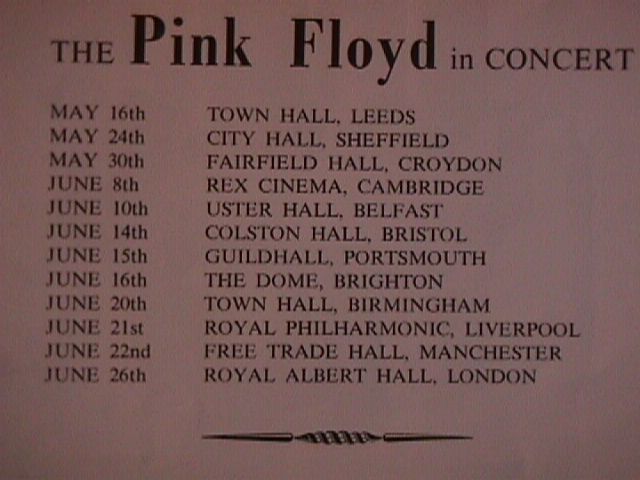 THE Pink Floyd in CONCERT
MAY 16th TOWN HALL, LEEDS
MAY 24th CITY HALL, SHEFFIELD
MAY 30th FAIRFIELD HALL, CROYDON
JUNE 8th REX CINEMA, CAMBRIDGE
JUNE 10th USTER HALL, BELFAST
JUNE 14th COLSTON HALL, BRISTOL
JUNE 15th GUILDHALL, PORTSMOUTH
JUNE 16th THE DOME, BRIGHTON
JUNE 20th TOWN HALL, BIRMINGHAM
JUNE 21st ROYAL PHILHARMONIC, LIVERPOOL
JUNE 22nd FREE TRADE HALL, MANCHESTER
JUNE 26th ROYAL ALBERT HALL, LONDON